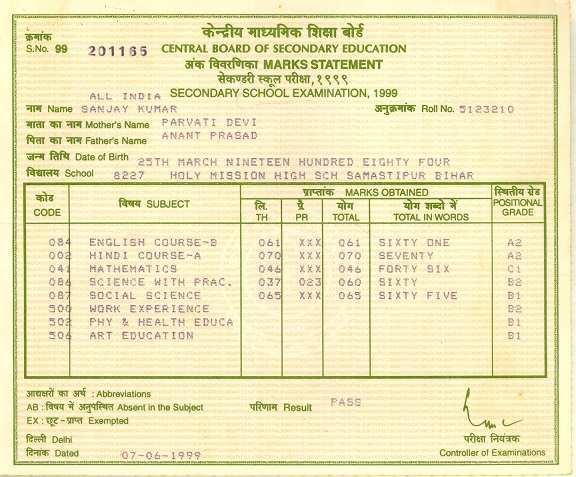 क्रमांक
S.No. 99 201165
केन्द्रीय माध्यमिक शिक्षा बोर्ड
CENTRAL BOARD OF SECONDARY EDUCATION
अंक विवरणिका MARKS STATEMENT
सेकण्डरी स्कूल परीक्षा, १९९९
ALL INDIA
SECONDARY SCHOOL EXAMINATION, 1999
नाम Name SANJAY KUMAR अनुक्रमांक Roll No. 5123210
माता का नाम Mother's Name PARVATI DEVI
पिता का नाम Father's Name ANANT PRASAD
जन्म तिथि Date of Birth 25TH MARCH NINETEEN HUNDRED EIGHTY FOUR
विद्यालय School 8227 HOLY MISSION HIGH SCH SAMASTIPUR BIHAR
कोड विषय SUBJECT प्राप्तांक MARKS OBTAINED स्थितीय ग्रेड
CODE लि. प्रै. योग योग शब्दों में POSITIONAL
TH PR TOTAL TOTAL IN WORDS GRADE
084 ENGLISH COURSE-B 061 XXX 061 SIXTY ONE A2
002 HINDI COURSE-A 070 XXX 070 SEVENTY A2
041 MATHEMATICS 046 XXX 046 FORTY SIX C1
086 SCIENCE WITH PRAC. 037 023 060 SIXTY B2
087 SOCIAL SCIENCE 065 XXX 065 SIXTY FIVE B1
500 WORK EXPERIENCE B2
502 PHY & HEALTH EDUCA B1
506 ART EDUCATION B1
आद्यक्षरों का अर्थ : Abbreviations
AB : विषय में अनुपस्थित Absent in the Subject परिणाम Result PASS
EX : छूट-प्राप्त Exempted
दिल्ली Delhi परीक्षा नियंत्रक
दिनांक Dated 07-06-1999 Controller of Examinations